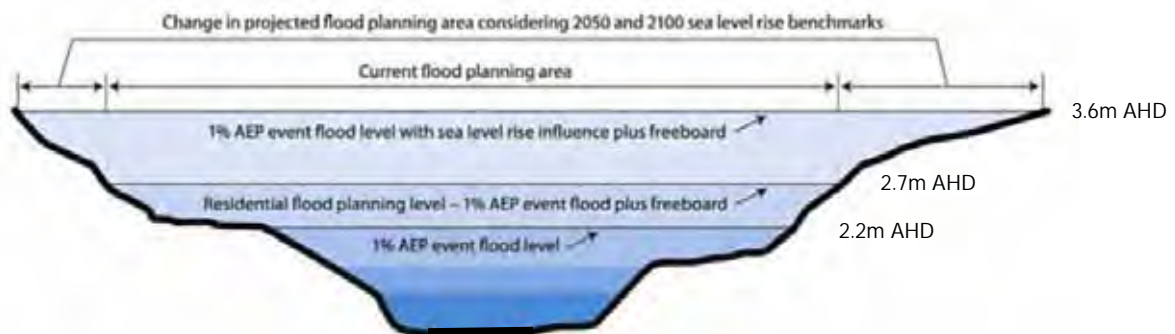 Change in projected flood planning area considering 2050 and 2100 sea level rise benchmarks
Current flood planning area
1% AEP event flood level with sea level rise influence plus freeboard
3.6m AHD
2.7m AHD
Residential flood planning level – 1% AEP event flood plus freeboard
2.2m AHD
1% AEP event flood level